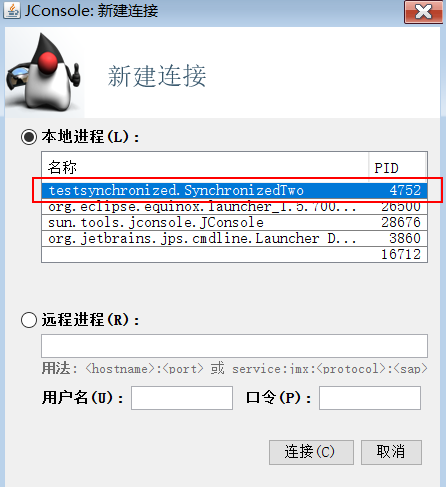 JConsole: 新建连接
新建连接
本地进程(L):
名称 PID
testsynchronized.SynchronizedTwo 4752
org.eclipse.equinox.launcher_1.5.700... 26500
sun.tools.jconsole.JConsole 28676
org.jetbrains.jps.cmdline.Launcher D... 3860
16712
远程进程(R):
用法: <hostname>:<port> 或 service:jmx:<protocol>:<sap>
用户名(U): 口令(P):
连接(C) 取消